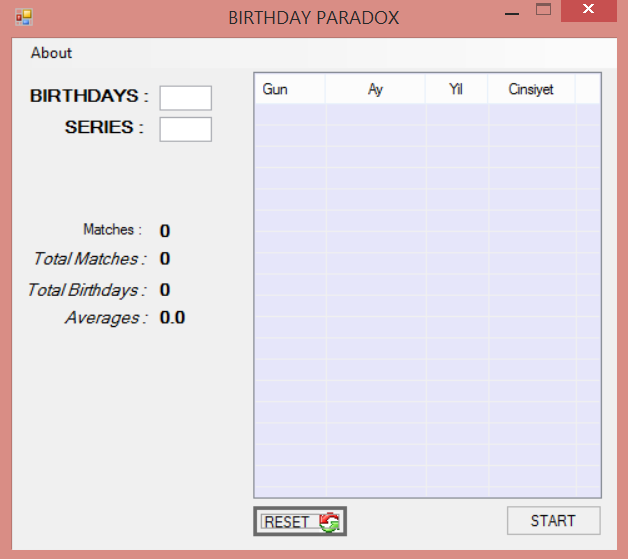 BIRTHDAY PARADOX
About
BIRTHDAYS :
SERIES :
Matches : 0
Total Matches : 0
Total Birthdays : 0
Averages : 0.0
Gun Ay Yil Cinsiyet
RESET
START